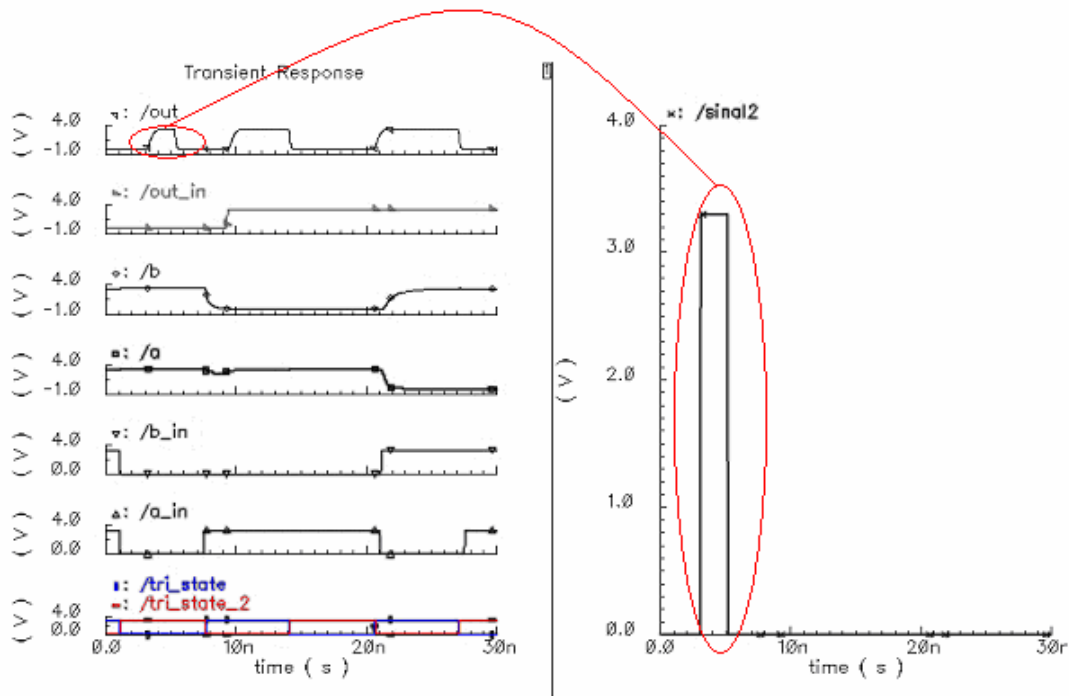 Transient Response
1
▿: /out
4.0
-1.0
(V)
▹: /out_in
4.0
-1.0
(V)
⋄: /b
4.0
-1.0
(V)
▫: /a
4.0
-1.0
(V)
▽: /b_in
4.0
0.0
(V)
△: /a_in
4.0
0.0
(V)
▮: /tri_state
-: /tri_state_2
4.0
0.0
(V)
0.0 10n 20n 30n
time ( s )
×: /sinal2
4.0
3.0
2.0
1.0
0.0
(V)
0.0 10n 20n 30n
time ( s )